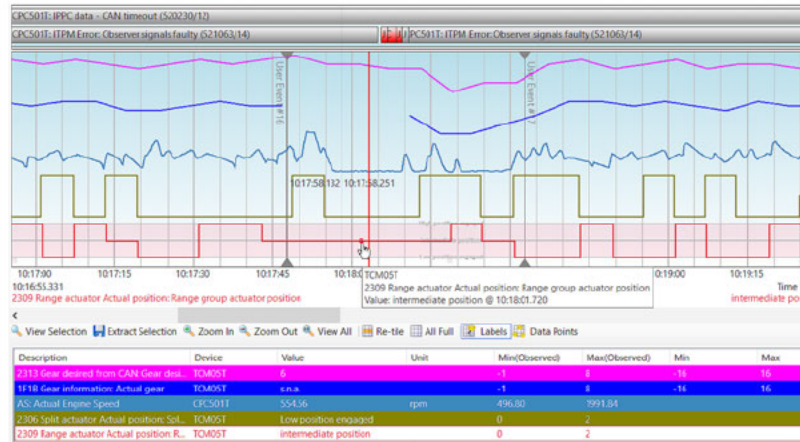 CPC501T: IPPC data - CAN timeout (520230/12)
CPC501T: ITPM Error: Observer signals faulty (521063/14)
PC501T: ITPM Error: Observer signals faulty (521063/14)
User Event #16
User Event #17
10:17:58.132 10:17:58.251
10:17:00 10:17:15 10:17:30 10:17:45 10:18:0 0:19:00 10:19:15
10:16:55.331 Time
2309 Range actuator Actual position: Range group actuator position
intermediate po
TCM05T
2309 Range actuator Actual position: Range group actuator position
Value: intermediate position @ 10:18:01.720
View Selection Extract Selection Zoom In Zoom Out View All Re-tile All Full Labels Data Points
Description Device Value Unit Min(Observed) Max(Observed) Min Max
2313 Gear desired from CAN: Gear desi... TCM05T 6 -1 8 -16 16
1F1B Gear information: Actual gear TCM05T s.n.a. -1 8 -16 16
AS: Actual Engine Speed CPC501T 554.56 rpm 496.80 1991.84
2306 Split actuator Actual position: Spl... TCM05T Low position engaged 0 2
2309 Range actuator Actual position: R... TCM05T intermediate position 0 2